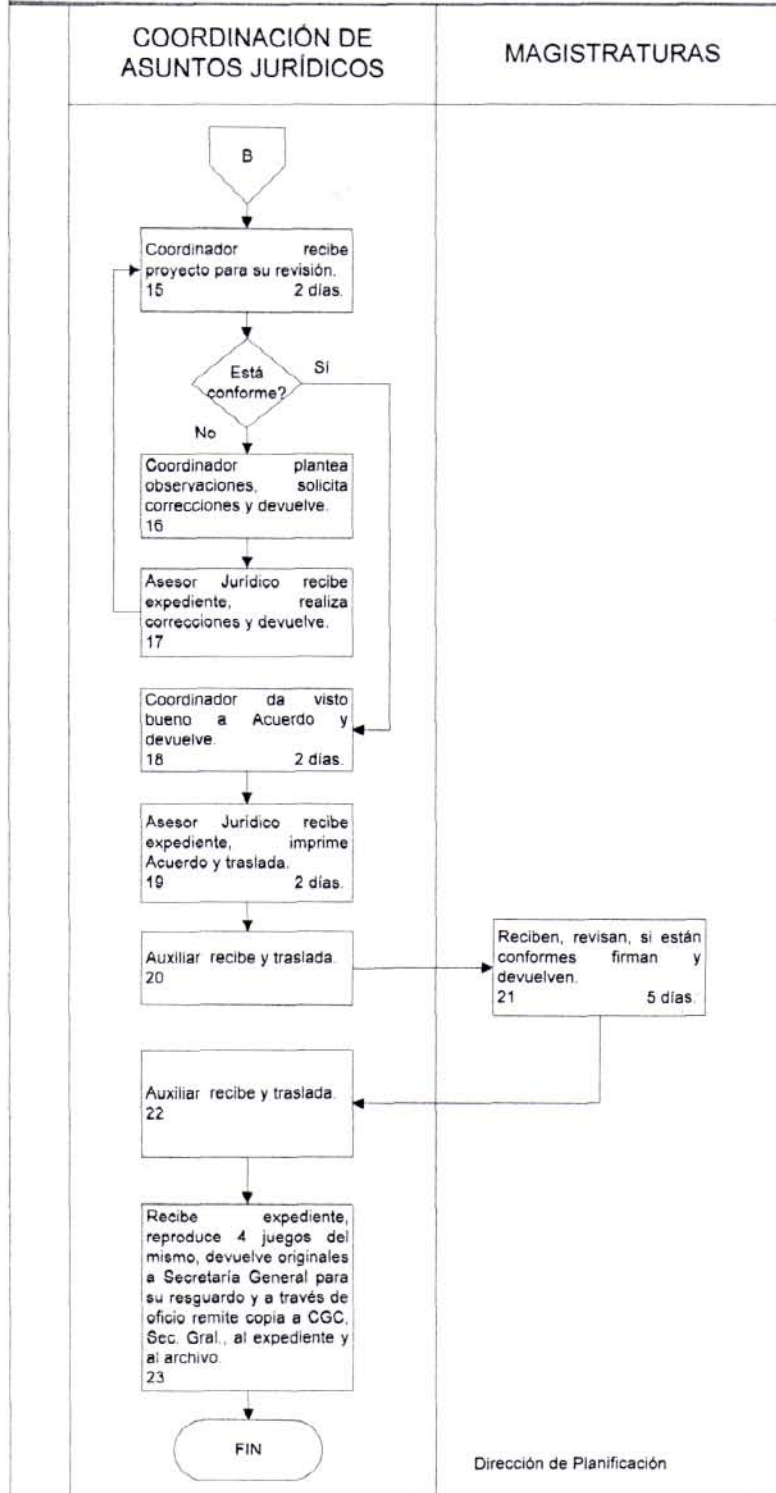 COORDINACIÓN DE
ASUNTOS JURÍDICOS
MAGISTRATURAS
B
Coordinador recibe
proyecto para su revisión.
15 2 días.
Está
conforme?
Sí
No
Coordinador plantea
observaciones, solicita
correcciones y devuelve.
16
Asesor Jurídico recibe
expediente, realiza
correcciones y devuelve.
17
Coordinador da visto
bueno a Acuerdo y
devuelve.
18 2 días.
Asesor Jurídico recibe
expediente, imprime
Acuerdo y traslada.
19 2 días.
Auxiliar recibe y traslada.
20
Reciben, revisan, si están
conformes firman y
devuelven.
21 5 días.
Auxiliar recibe y traslada.
22
Recibe expediente,
reproduce 4 juegos del
mismo, devuelve originales
a Secretaría General para
su resguardo y a través de
oficio remite copia a CGC,
Sec. Gral., al expediente y
al archivo.
23
FIN
Dirección de Planificación